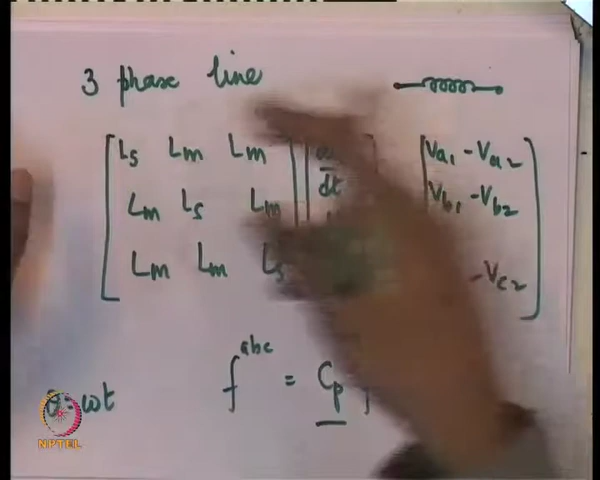 3 phase line
Ls Lm Lm Va1 - Va2
dt
Lm Ls Lm Vb1 - Vb2
Lm Lm Ls - Vc2
f^abc = Cp
= ωt
NPTEL